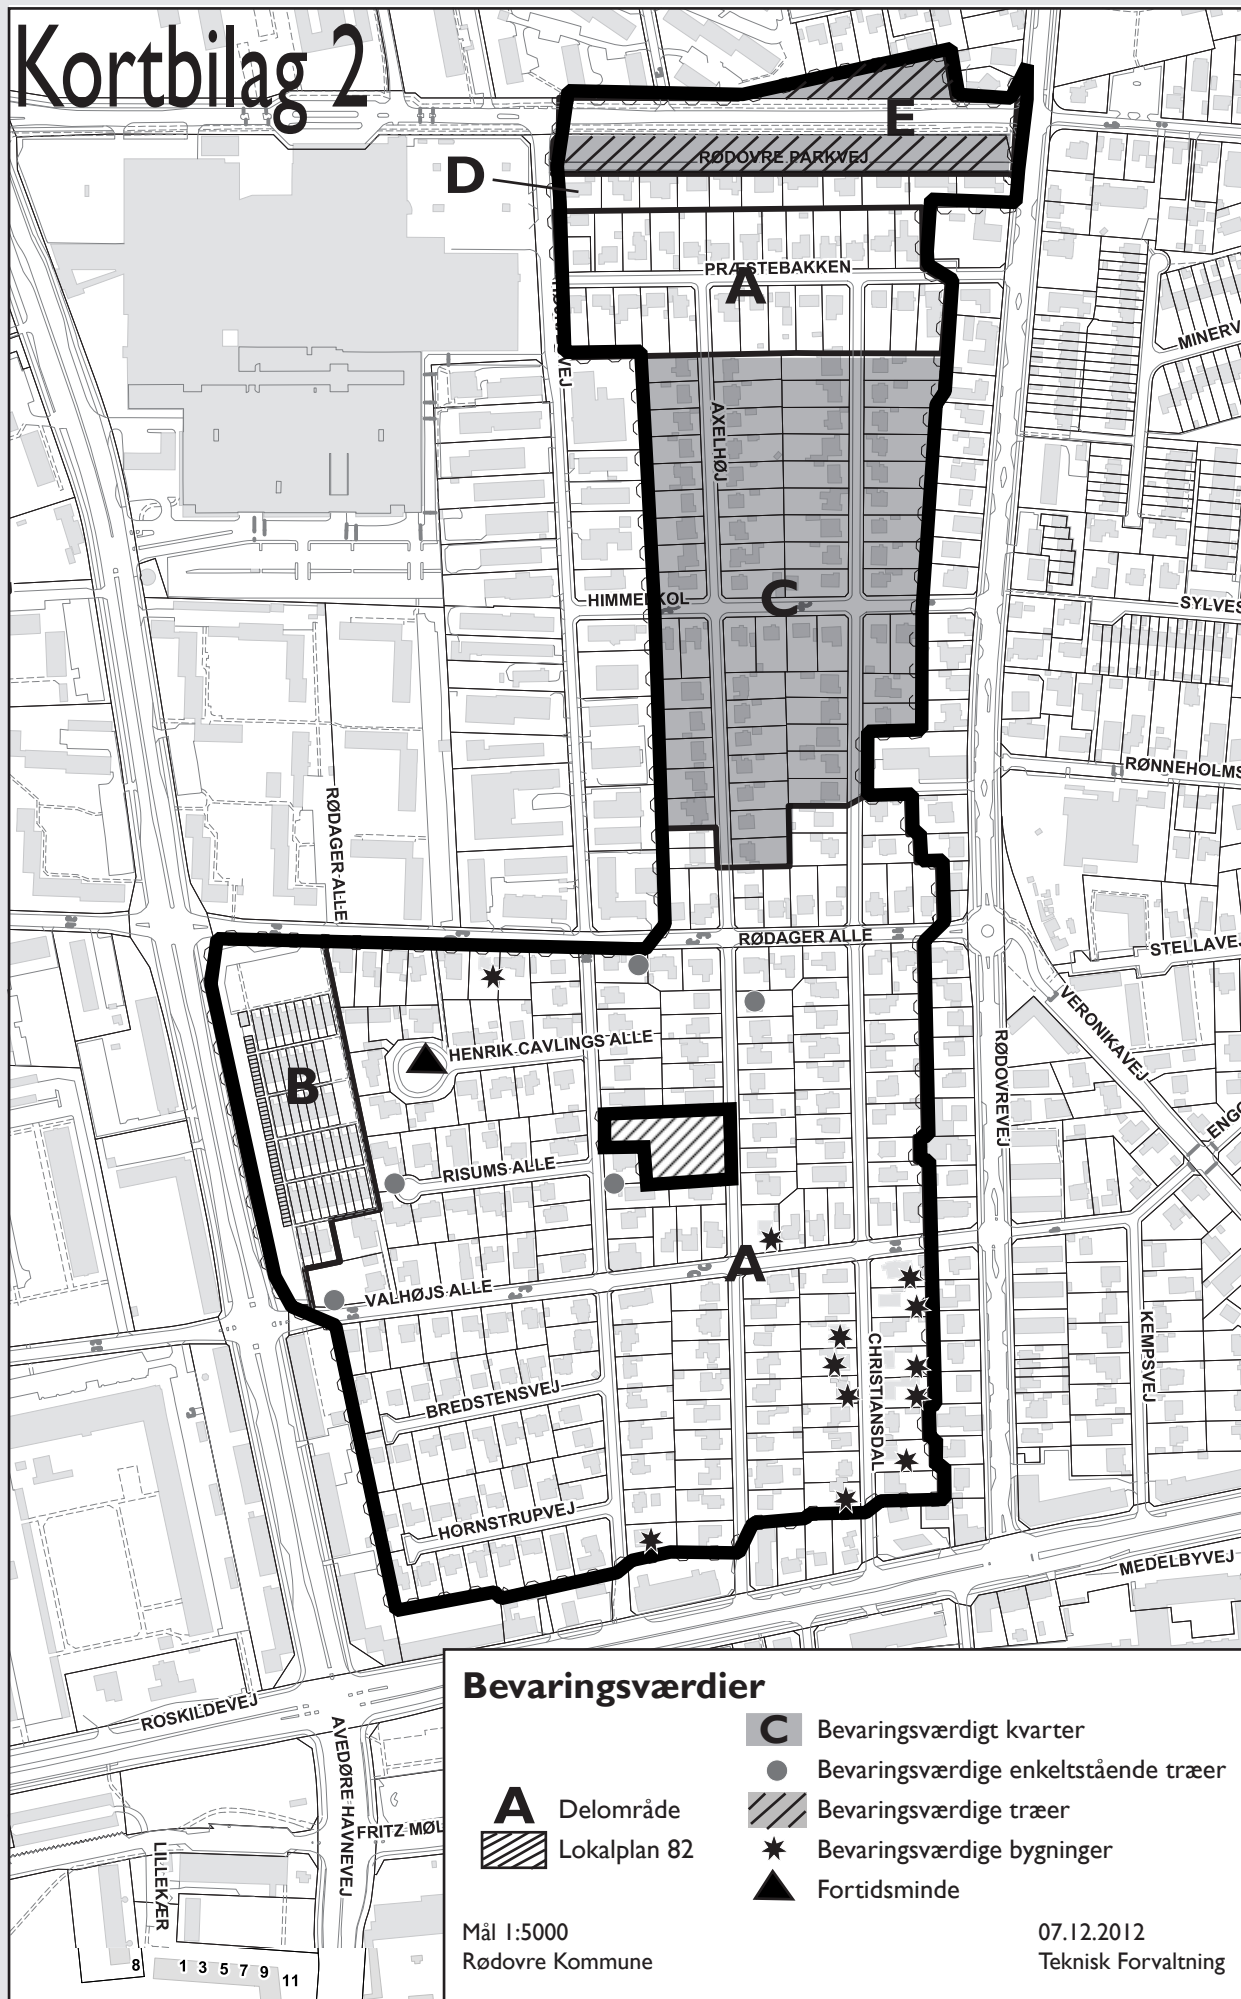 Kortbilag 2
E
RØDOVRE PARKVEJ
D
PRÆSTEBAKKEN
A
MINERV
VEJ
AXELHØJ
HIMMELKOL
C
SYLVES
RØNNEHOLMS
RØDAGER ALLE
RØDAGER ALLE
STELLAVEJ
VERONIKAVEJ
RØDOVREVEJ
HENRIK CAVLINGS ALLE
B
ENGO
RISUMS ALLE
A
VALHØJS ALLE
KEMPSVEJ
CHRISTIANSDAL
BREDSTENSVEJ
HORNSTRUPVEJ
MEDELBYVEJ
ROSKILDEVEJ
AVEDØRE HAVNEVEJ
FRITZ MØL
LILLEKÆR
8 1 3 5 7 9 11
Bevaringsværdier
C Bevaringsværdigt kvarter
Bevaringsværdige enkeltstående træer
A Delområde
Bevaringsværdige træer
Lokalplan 82
Bevaringsværdige bygninger
Fortidsminde
Mål 1:5000
07.12.2012
Rødovre Kommune
Teknisk Forvaltning